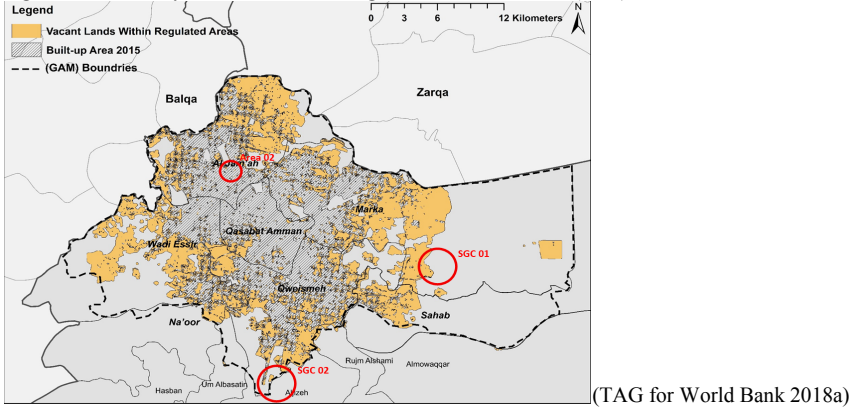 Legend
Vacant Lands Within Regulated Areas
Built-up Area 2015
(GAM) Boundries
0 3 6 12 Kilometers
N
Balqa
Zarqa
Area 02
Marka
Qasabat Amman
Wadi Essir
SGC 01
Qweismeh
Sahab
Na'oor
Rujm Alshami
Almowaqqar
SGC 02
Um Albasatin
Hasban
(TAG for World Bank 2018a)